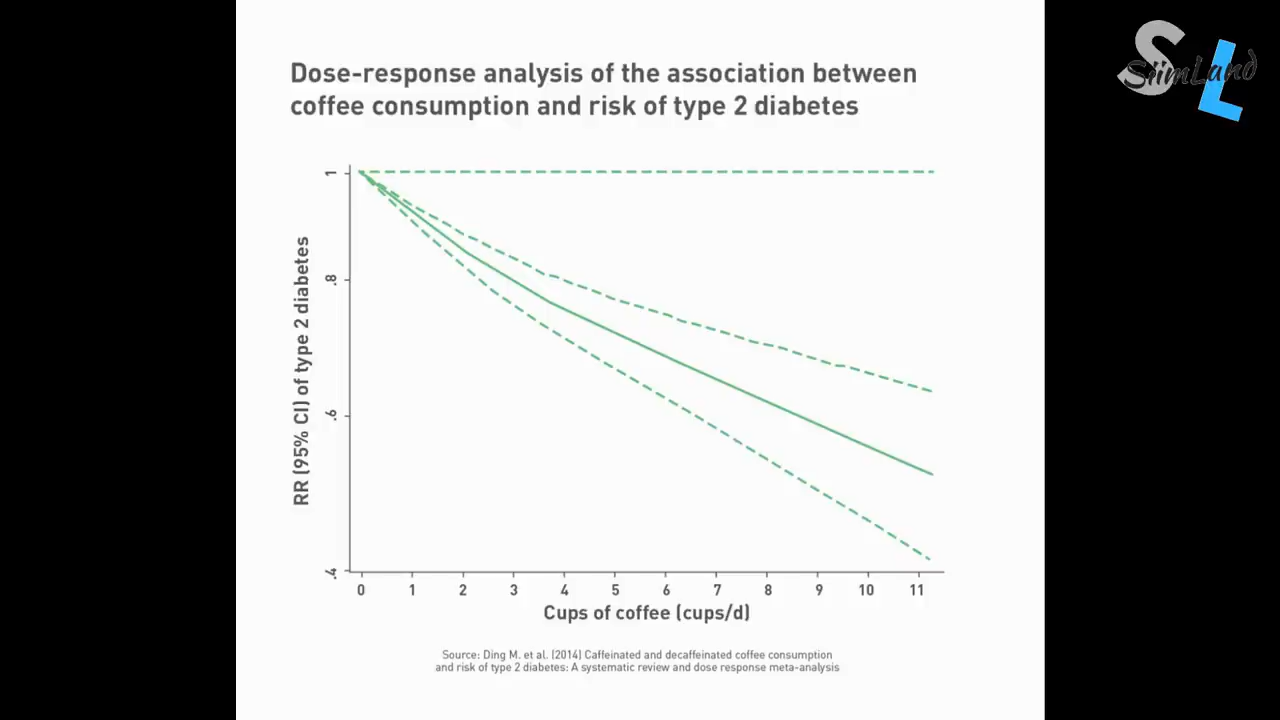 SL
SiimLand
Dose-response analysis of the association between
coffee consumption and risk of type 2 diabetes
RR (95% CI) of type 2 diabetes
1
.8
.6
.4
0 1 2 3 4 5 6 7 8 9 10 11
Cups of coffee (cups/d)
Source: Ding M. et al. (2014) Caffeinated and decaffeinated coffee consumption
and risk of type 2 diabetes: A systematic review and dose response meta-analysis